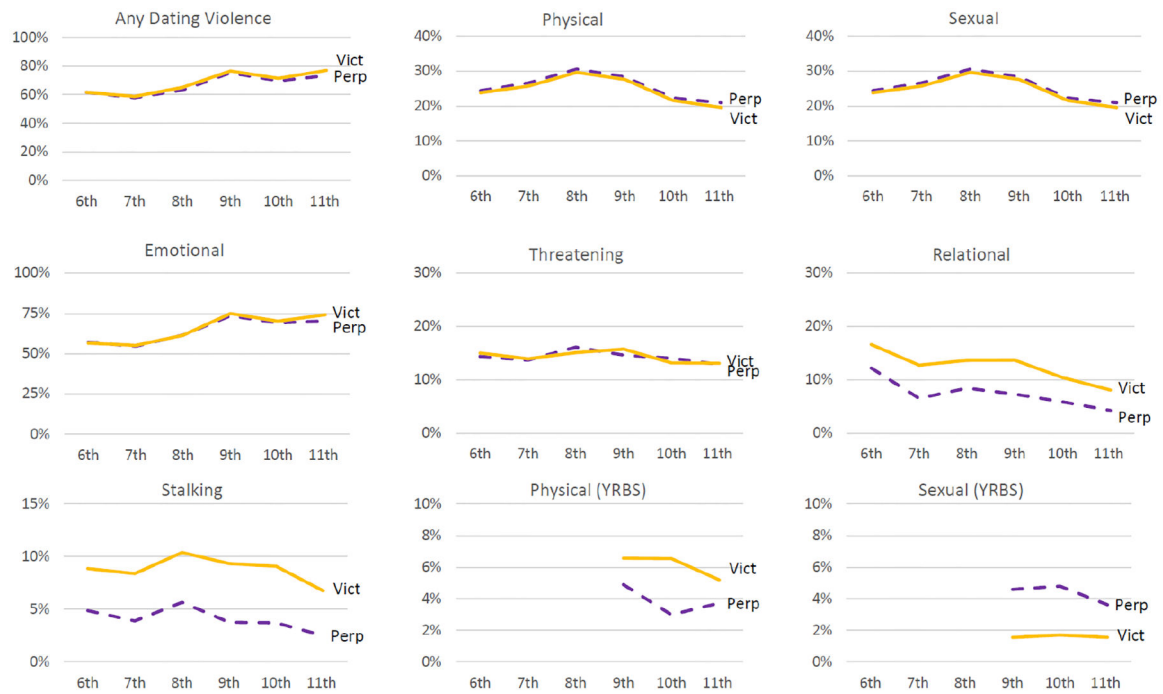 Any Dating Violence
100%
80%
60%
40%
20%
0%
Vict
Perp
6th 7th 8th 9th 10th 11th
Physical
40%
30%
20%
10%
0%
Perp
Vict
6th 7th 8th 9th 10th 11th
Sexual
40%
30%
20%
10%
0%
Perp
Vict
6th 7th 8th 9th 10th 11th
Emotional
100%
75%
50%
25%
0%
Vict
Perp
6th 7th 8th 9th 10th 11th
Threatening
30%
20%
10%
0%
Vict
Perp
6th 7th 8th 9th 10th 11th
Relational
30%
20%
10%
0%
Vict
Perp
6th 7th 8th 9th 10th 11th
Stalking
15%
10%
5%
0%
Vict
Perp
6th 7th 8th 9th 10th 11th
Physical (YRBS)
10%
8%
6%
4%
2%
0%
Vict
Perp
6th 7th 8th 9th 10th 11th
Sexual (YRBS)
10%
8%
6%
4%
2%
0%
Perp
Vict
6th 7th 8th 9th 10th 11th